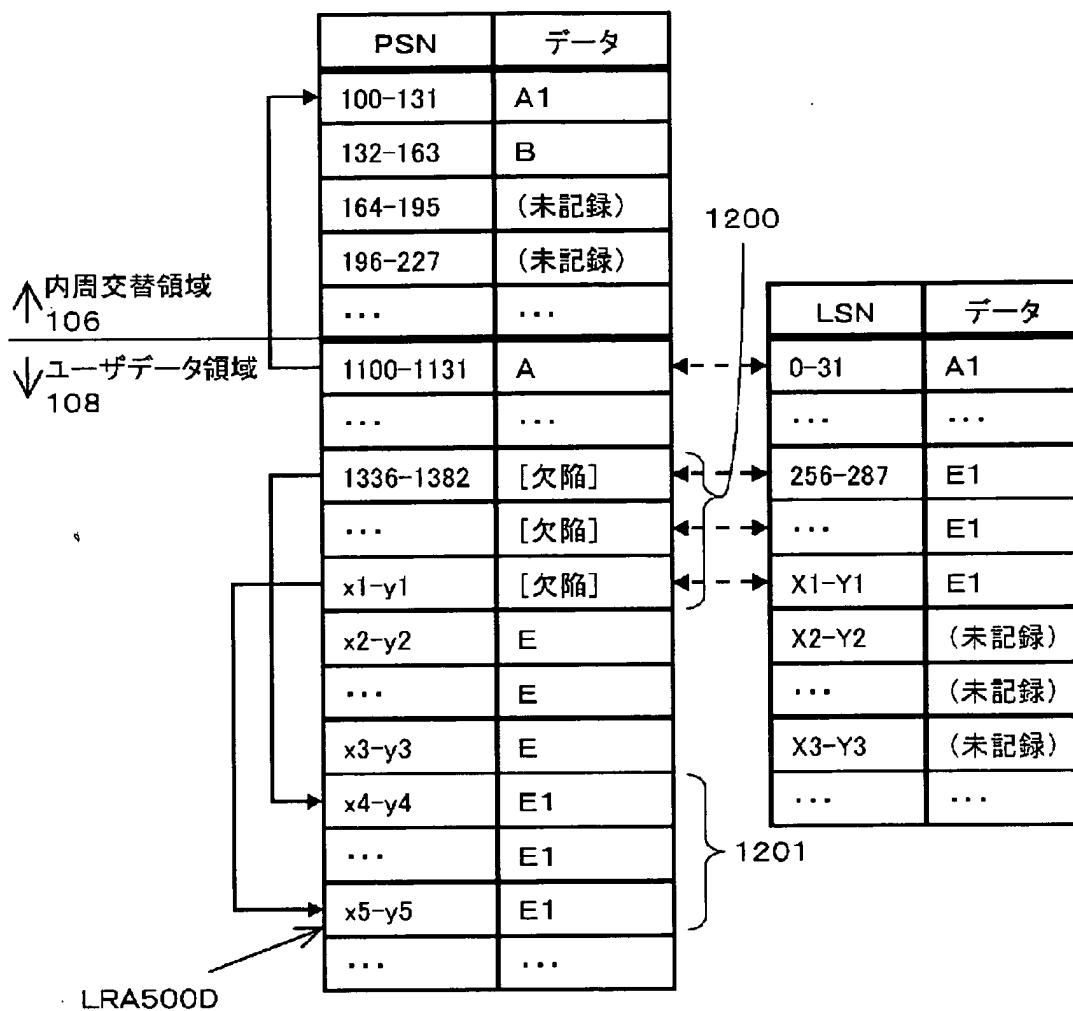 PSN データ
100-131 A1
132-163 B
164-195 (未記録)
196-227 (未記録)
... ...
1100-1131 A
... ...
1336-1382 [欠陥]
... [欠陥]
x1-y1 [欠陥]
x2-y2 E
... E
x3-y3 E
x4-y4 E1
... E1
x5-y5 E1
... ...
内周交替領域
106
ユーザデータ領域
108
LRA500D
1200
1201
LSN データ
0-31 A1
... ...
256-287 E1
... E1
X1-Y1 E1
X2-Y2 (未記録)
... (未記録)
X3-Y3 (未記録)
... ...